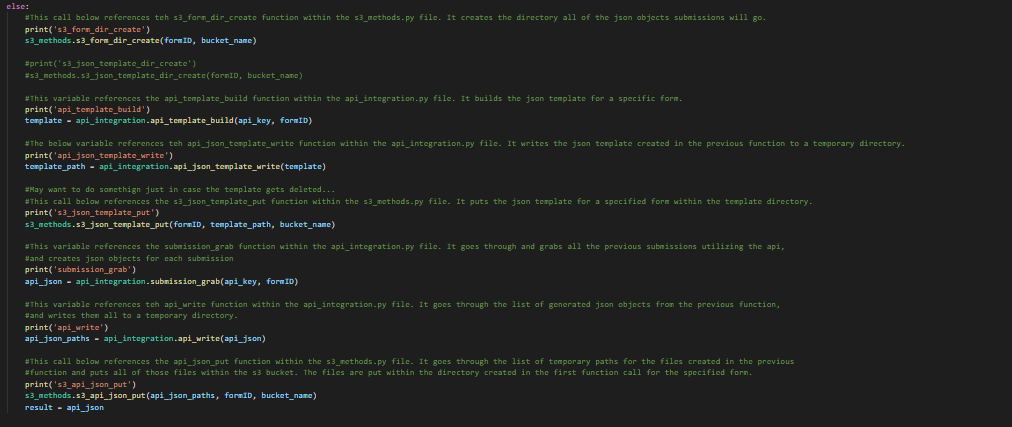 else:
#This call below references teh s3_form_dir_create function within the s3_methods.py file. It creates the directory all of the json objects submissions will go.
print('s3_form_dir_create')
s3_methods.s3_form_dir_create(formID, bucket_name)
#print('s3_json_template_dir_create')
#s3_methods.s3_json_template_dir_create(formID, bucket_name)
#This variable references the api_template_build function within the api_integration.py file. It builds the json template for a specific form.
print('api_template_build')
template = api_integration.api_template_build(api_key, formID)
#The below variable references teh api_json_template_write function within the api_integration.py file. It writes the json template created in the previous function to a temporary directory.
print('api_json_template_write')
template_path = api_integration.api_json_template_write(template)
#May want to do somethign just in case the template gets deleted...
#This call below references the s3_json_template_put function within the s3_methods.py file. It puts the json template for a specified form within the template directory.
print('s3_json_template_put')
s3_methods.s3_json_template_put(formID, template_path, bucket_name)
#This variable references the submission_grab function within the api_integration.py file. It goes through and grabs all the previous submissions utilizing the api,
#and creates json objects for each submission
print('submission_grab')
api_json = api_integration.submission_grab(api_key, formID)
#This variable references teh api_write function within the api_integration.py file. It goes through the list of generated json objects from the previous function,
#and writes them all to a temporary directory.
print('api_write')
api_json_paths = api_integration.api_write(api_json)
#This call below references the api_json_put function within the s3_methods.py file. It goes through the list of temporary paths for the files created in the previous
#function and puts all of those files within the s3 bucket. The files are put within the directory created in the first function call for the specified form.
print('s3_api_json_put')
s3_methods.s3_api_json_put(api_json_paths, formID, bucket_name)
result = api_json